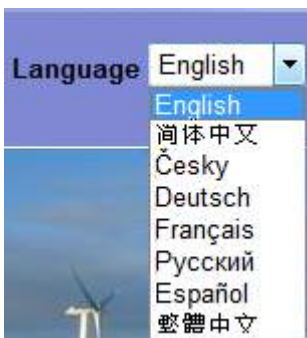 Language English
English
简体中文
Česky
Deutsch
Français
Русский
Español
繁體中文